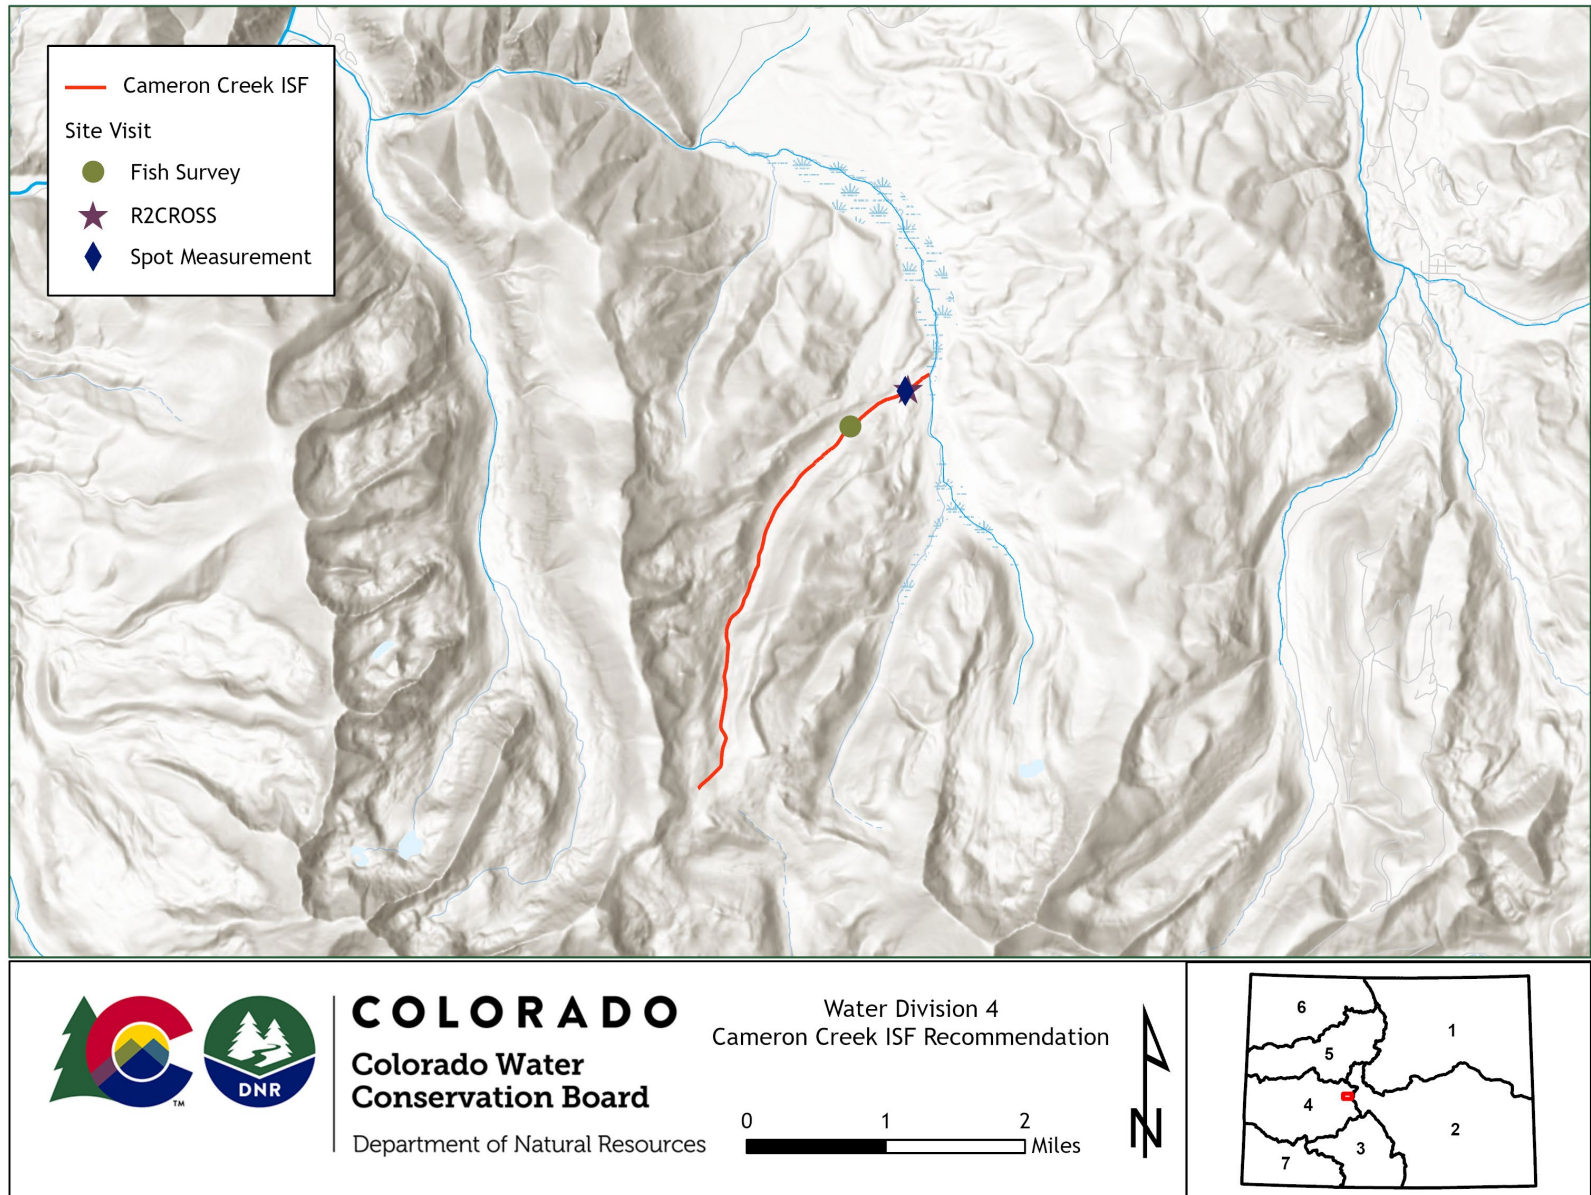 Cameron Creek ISF
Site Visit
Fish Survey
R2CROSS
Spot Measurement
TM
DNR
COLORADO
Colorado Water
Conservation Board
Department of Natural Resources
Water Division 4
Cameron Creek ISF Recommendation
0 1 2
Miles
N
6
1
5
4
2
3
7